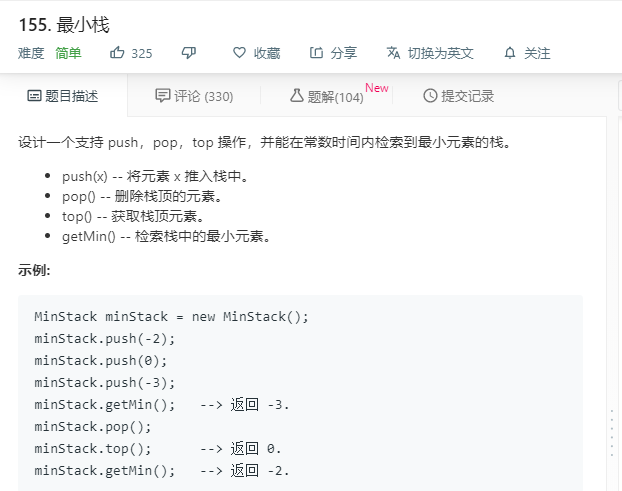 155. 最小栈
难度 简单 325 收藏 分享 切换为英文 关注
题目描述 评论 (330) 题解(104) New 提交记录
设计一个支持 push，pop，top 操作，并能在常数时间内检索到最小元素的栈。
• push(x) -- 将元素 x 推入栈中。
• pop() -- 删除栈顶的元素。
• top() -- 获取栈顶元素。
• getMin() -- 检索栈中的最小元素。
示例:
MinStack minStack = new MinStack();
minStack.push(-2);
minStack.push(0);
minStack.push(-3);
minStack.getMin();   --> 返回 -3.
minStack.pop();
minStack.top();      --> 返回 0.
minStack.getMin();   --> 返回 -2.